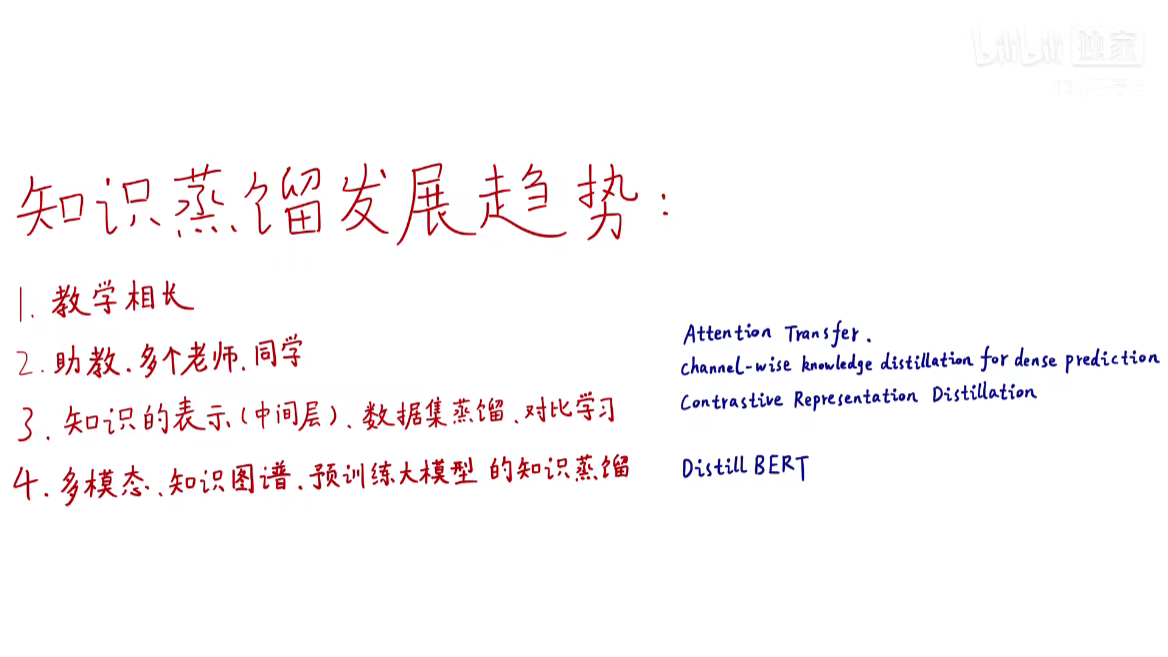 bilibili 独家
知识蒸馏发展趋势：
1. 教学相长
2. 助教、多个老师、同学
3. 知识的表示（中间层）、数据集蒸馏、对比学习
4. 多模态、知识图谱、预训练大模型 的知识蒸馏
Attention Transfer.
channel-wise knowledge distillation for dense prediction
Contrastive Representation Distillation
Distill BERT